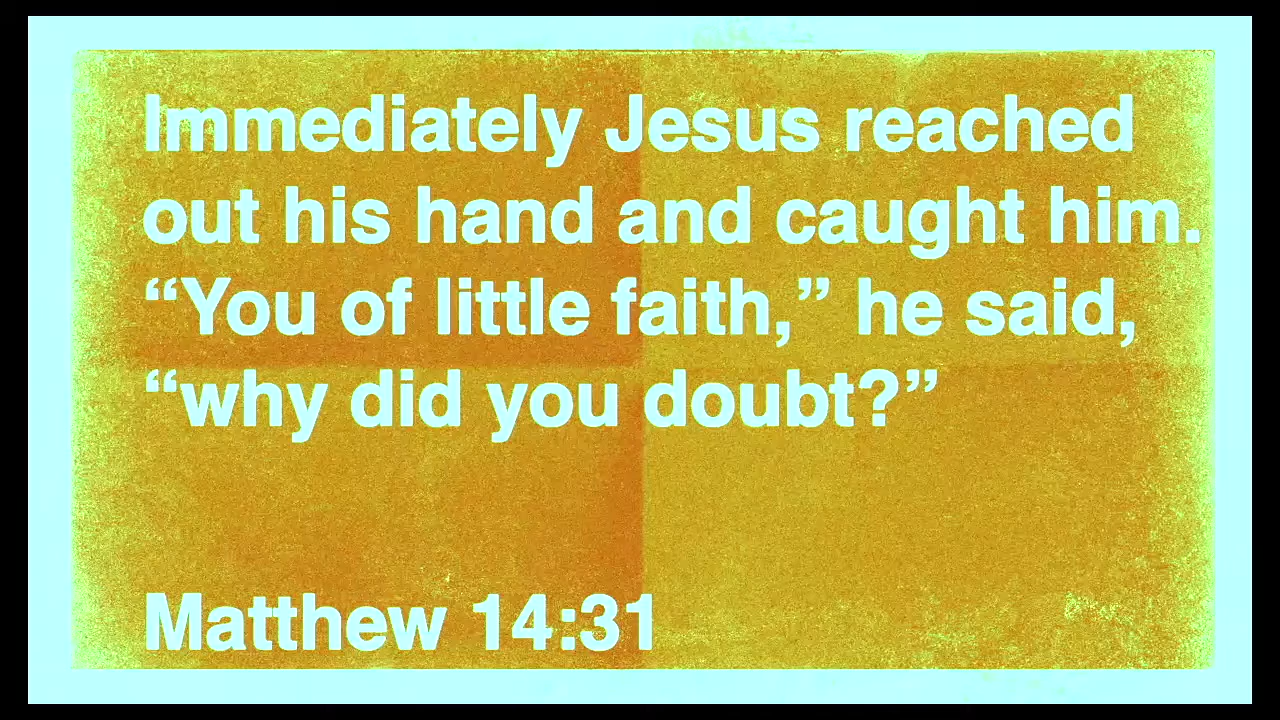 Immediately Jesus reached
out his hand and caught him.
“You of little faith,” he said,
“why did you doubt?”
Matthew 14:31